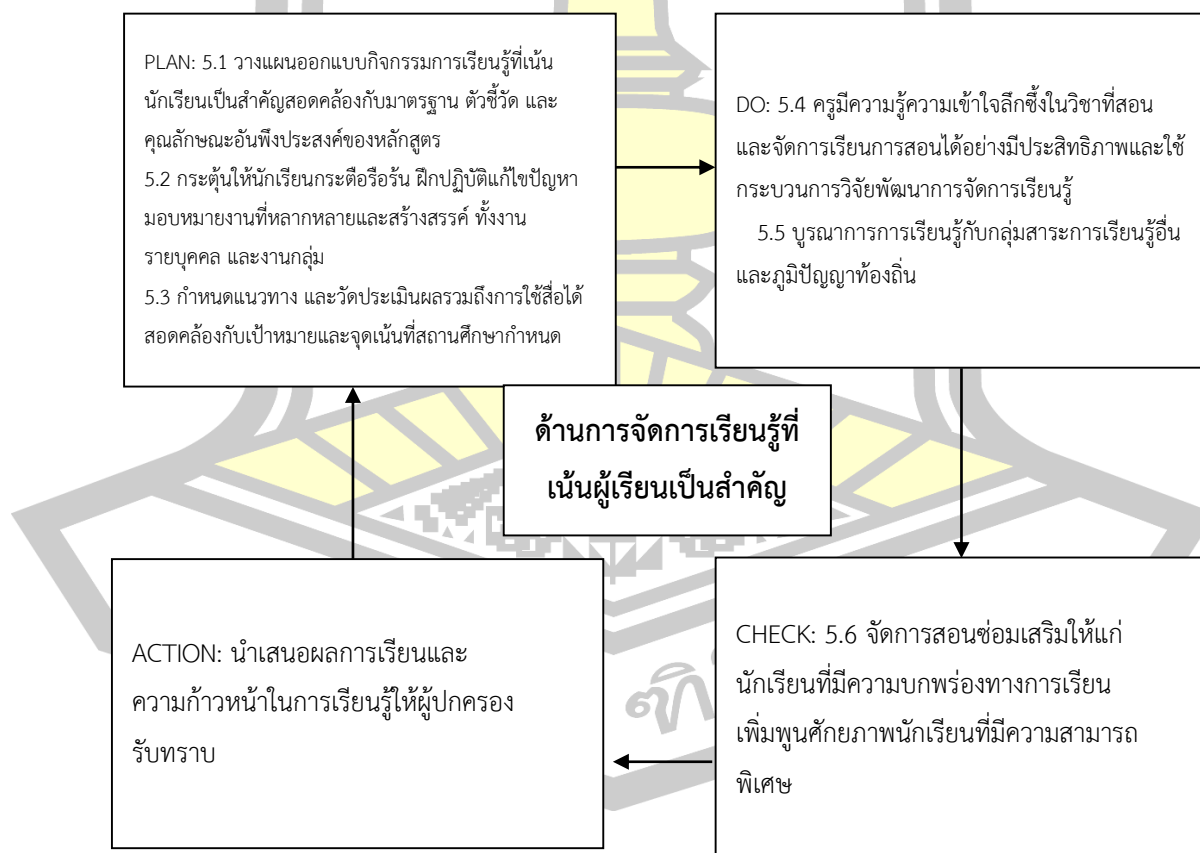 PLAN: 5.1 วางแผนออกแบบกิจกรรมการเรียนรู้ที่เน้น
นักเรียนเป็นสำคัญสอดคล้องกับมาตรฐาน ตัวชี้วัด และ
คุณลักษณะอันพึงประสงค์ของหลักสูตร
5.2 กระตุ้นให้นักเรียนกระตือรือร้น ฝึกปฏิบัติแก้ไขปัญหา
มอบหมายงานที่หลากหลายและสร้างสรรค์ ทั้งงาน
รายบุคคล และงานกลุ่ม
5.3 กำหนดแนวทาง และวัดประเมินผลรวมถึงการใช้สื่อได้
สอดคล้องกับเป้าหมายและจุดเน้นที่สถานศึกษากำหนด
DO: 5.4 ครูมีความรู้ความเข้าใจลึกซึ้งในวิชาที่สอน
และจัดการเรียนการสอนได้อย่างมีประสิทธิภาพและใช้
กระบวนการวิจัยพัฒนาการจัดการเรียนรู้
5.5 บูรณาการการเรียนรู้กับกลุ่มสาระการเรียนรู้อื่น
และภูมิปัญญาท้องถิ่น
ด้านการจัดการเรียนรู้ที่
เน้นผู้เรียนเป็นสำคัญ
ACTION: นำเสนอผลการเรียนและ
ความก้าวหน้าในการเรียนรู้ให้ผู้ปกครอง
รับทราบ
CHECK: 5.6 จัดการสอนซ่อมเสริมให้แก่
นักเรียนที่มีความบกพร่องทางการเรียน
เพิ่มพูนศักยภาพนักเรียนที่มีความสามารถ
พิเศษ